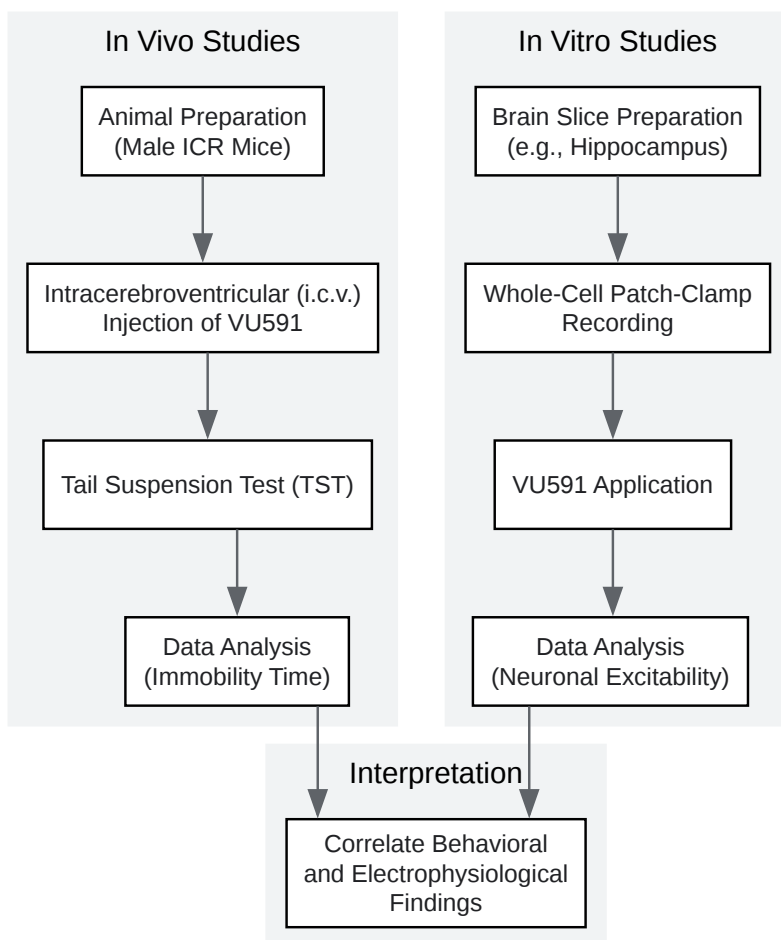 In Vivo Studies
Animal Preparation
(Male ICR Mice)
Intracerebroventricular (i.c.v.)
Injection of VU591
Tail Suspension Test (TST)
Data Analysis
(Immobility Time)
In Vitro Studies
Brain Slice Preparation
(e.g., Hippocampus)
Whole-Cell Patch-Clamp
Recording
VU591 Application
Data Analysis
(Neuronal Excitability)
Interpretation
Correlate Behavioral
and Electrophysiological
Findings